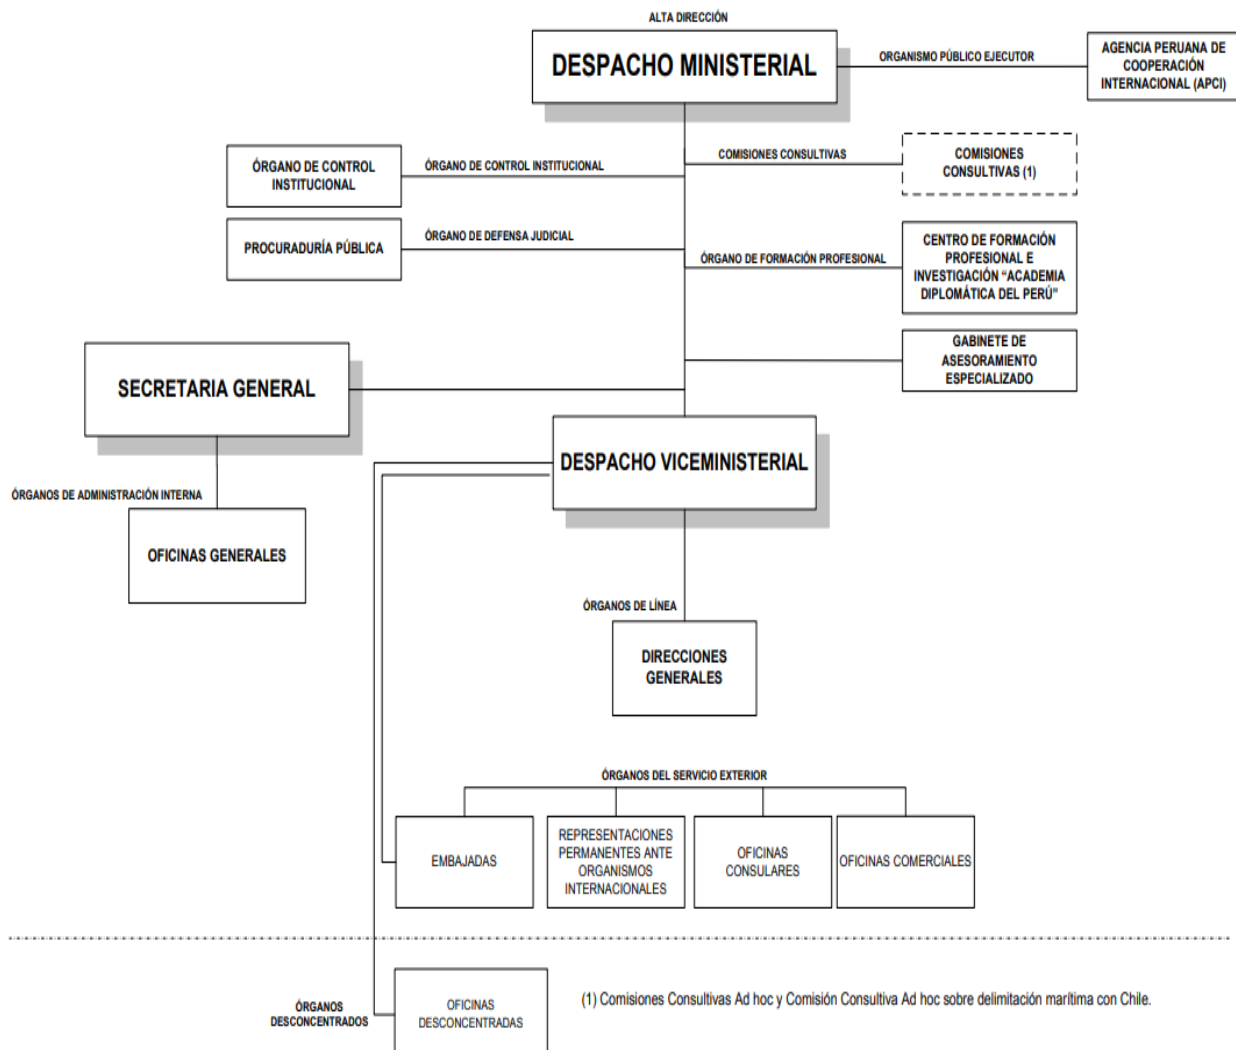 ALTA DIRECCIÓN
DESPACHO MINISTERIAL
ORGANISMO PÚBLICO EJECUTOR
AGENCIA PERUANA DE
COOPERACIÓN
INTERNACIONAL (APCI)
ÓRGANO DE CONTROL
INSTITUCIONAL
ÓRGANO DE CONTROL INSTITUCIONAL
COMISIONES CONSULTIVAS
COMISIONES
CONSULTIVAS (1)
PROCURADURÍA PÚBLICA
ÓRGANO DE DEFENSA JUDICIAL
ÓRGANO DE FORMACIÓN PROFESIONAL
CENTRO DE FORMACIÓN
PROFESIONAL E
INVESTIGACIÓN “ACADEMIA
DIPLOMÁTICA DEL PERÚ”
GABINETE DE
ASESORAMIENTO
ESPECIALIZADO
SECRETARIA GENERAL
DESPACHO VICEMINISTERIAL
ÓRGANOS DE ADMINISTRACIÓN INTERNA
OFICINAS GENERALES
ÓRGANOS DE LÍNEA
DIRECCIONES
GENERALES
ÓRGANOS DEL SERVICIO EXTERIOR
EMBAJADAS
REPRESENTACIONES
PERMANENTES ANTE
ORGANISMOS
INTERNACIONALES
OFICINAS
CONSULARES
OFICINAS COMERCIALES
ÓRGANOS
DESCONCENTRADOS
OFICINAS
DESCONCENTRADAS
(1) Comisiones Consultivas Ad hoc y Comisión Consultiva Ad hoc sobre delimitación marítima con Chile.